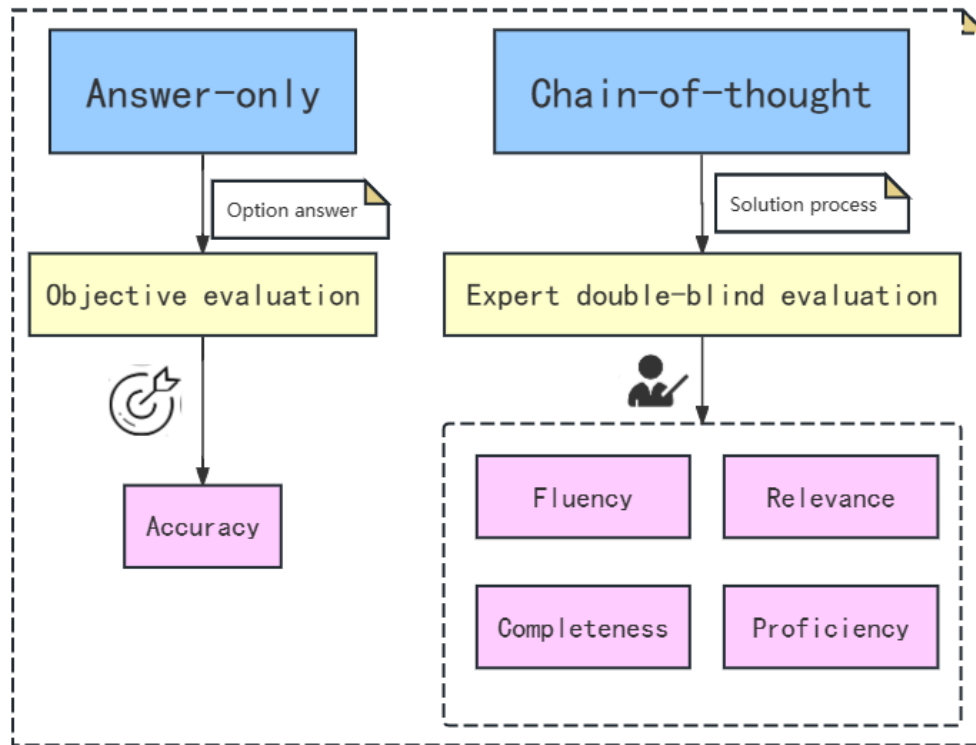 Answer-only
Chain-of-thought
Option answer
Solution process
Objective evaluation
Expert double-blind evaluation
Accuracy
Fluency
Relevance
Completeness
Proficiency